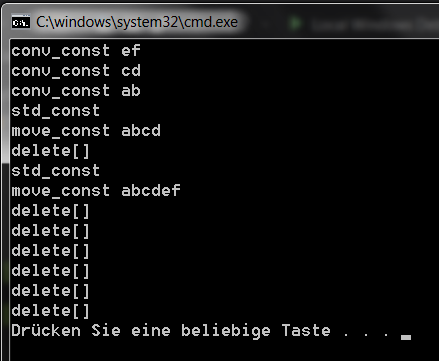 C:\windows\system32\cmd.exe
conv_const ef
conv_const cd
conv_const ab
std_const
move_const abcd
delete[]
std_const
move_const abcdef
delete[]
delete[]
delete[]
delete[]
delete[]
delete[]
Drücken Sie eine beliebige Taste . . .